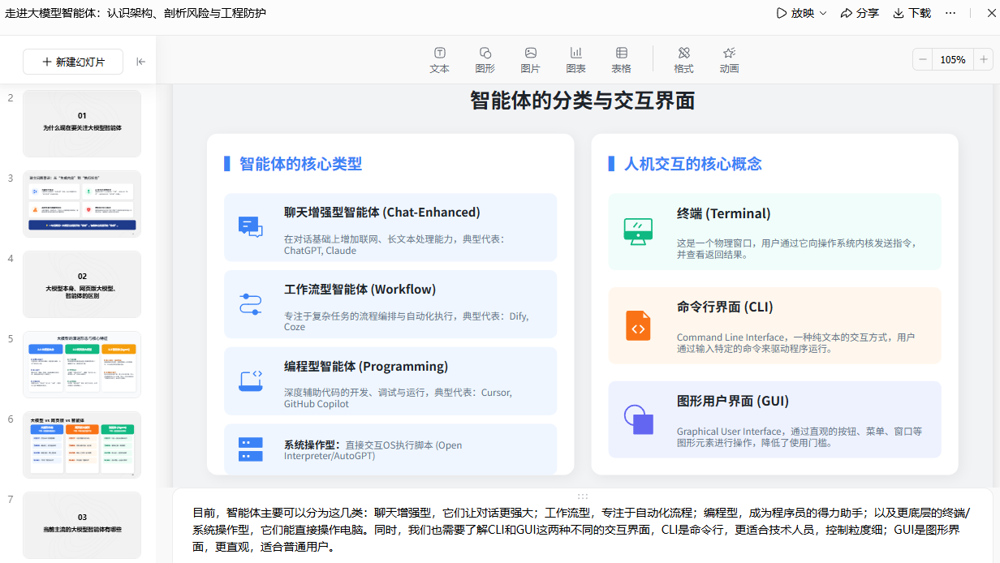 走进大模型智能体：认识架构、剖析风险与工程防护
放映
分享
下载
新建幻灯片
文本
图形
图片
图表
表格
格式
动画
105%
2
01
为什么现在要关注大模型智能体
3
4
02
大模型本身、网页版大模型、
智能体的区别
5
大模型的演进形态与核心特征
6
大模型 vs 网页版 vs 智能体
7
03
当前主流的大模型智能体有哪些
智能体的分类与交互界面
智能体的核心类型
聊天增强型智能体 (Chat-Enhanced)
在对话基础上增加联网、长文本处理能力，典型代表：
ChatGPT, Claude
工作流型智能体 (Workflow)
专注于复杂任务的流程编排与自动化执行，典型代表：Dify,
Coze
编程型智能体 (Programming)
深度辅助代码的开发、调试与运行，典型代表：Cursor,
GitHub Copilot
系统操作型：直接交互OS执行脚本 (Open
Interpreter/AutoGPT)
人机交互的核心概念
终端 (Terminal)
这是一个物理窗口，用户通过它向操作系统内核发送指令，
并查看返回结果。
命令行界面 (CLI)
Command Line Interface，一种纯文本的交互方式，用户
通过输入特定的命令来驱动程序运行。
图形用户界面 (GUI)
Graphical User Interface，通过直观的按钮、菜单、窗口等
图形元素进行操作，降低了使用门槛。
目前，智能体主要可以分为这几类：聊天增强型，它们让对话更强大；工作流型，专注于自动化流程；编程型，成为程序员的得力助手；以及更底层的终端/
系统操作型，它们能直接操作电脑。同时，我们也需要了解CLI和GUI这两种不同的交互界面，CLI是命令行，更适合技术人员，控制粒度细；GUI是图形界
面，更直观，适合普通用户。